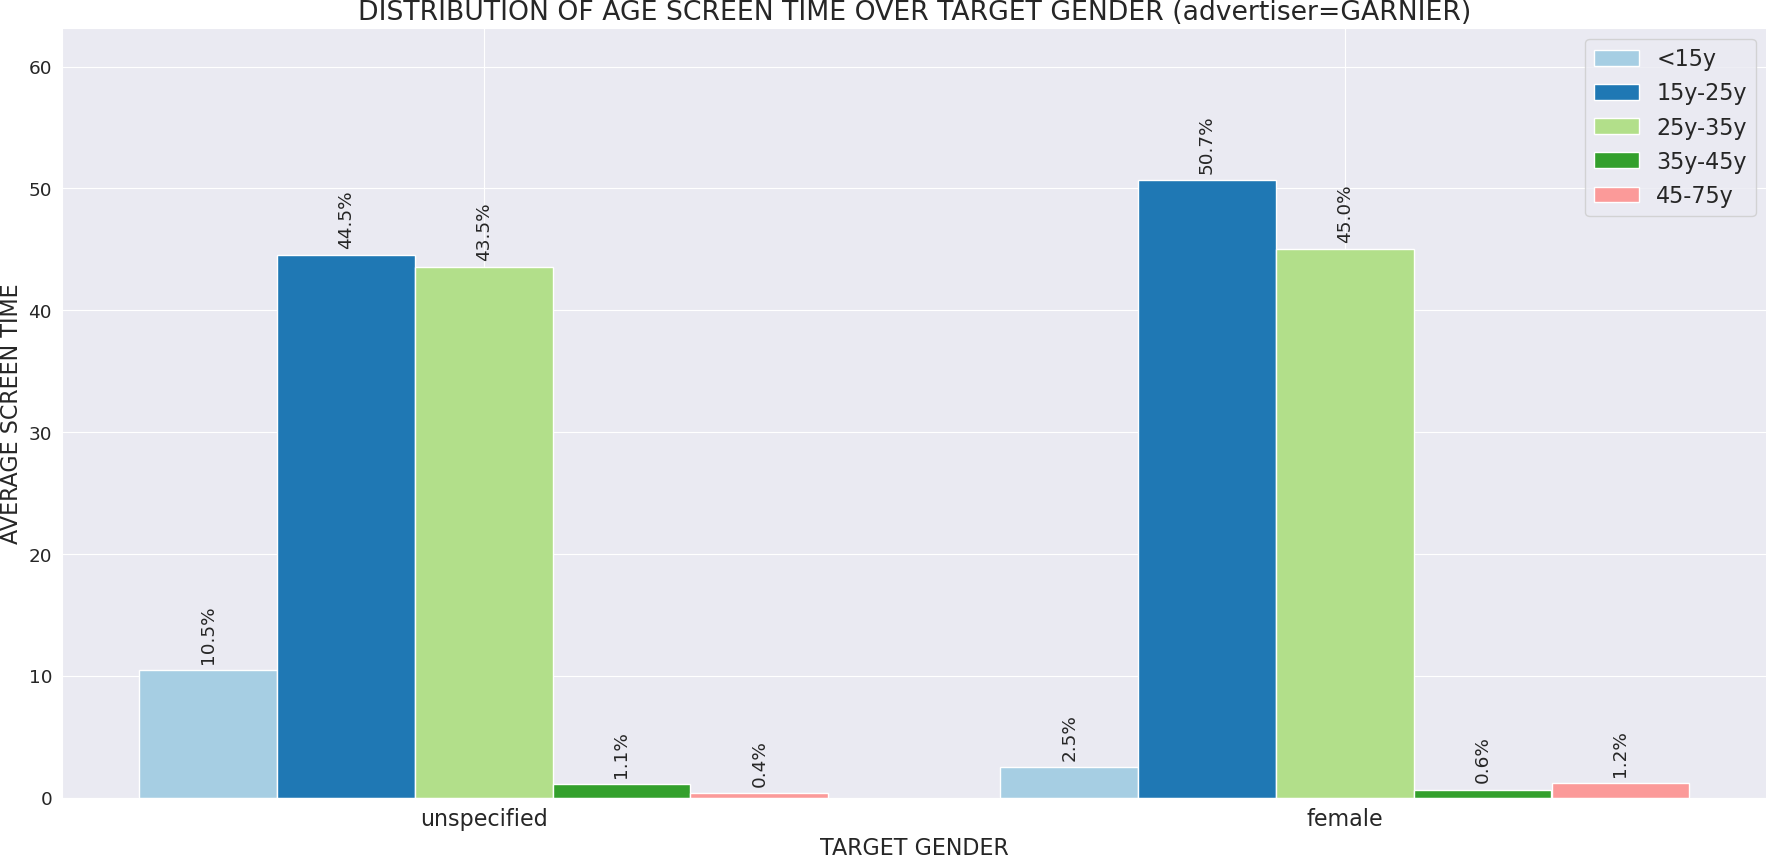 DISTRIBUTION OF AGE SCREEN TIME OVER TARGET GENDER (advertiser=GARNIER)
<15y
15y-25y
25y-35y
35y-45y
45-75y
AVERAGE SCREEN TIME
60
50
40
30
20
10
0
10.5%
44.5%
43.5%
1.1%
0.4%
2.5%
50.7%
45.0%
0.6%
1.2%
unspecified
female
TARGET GENDER